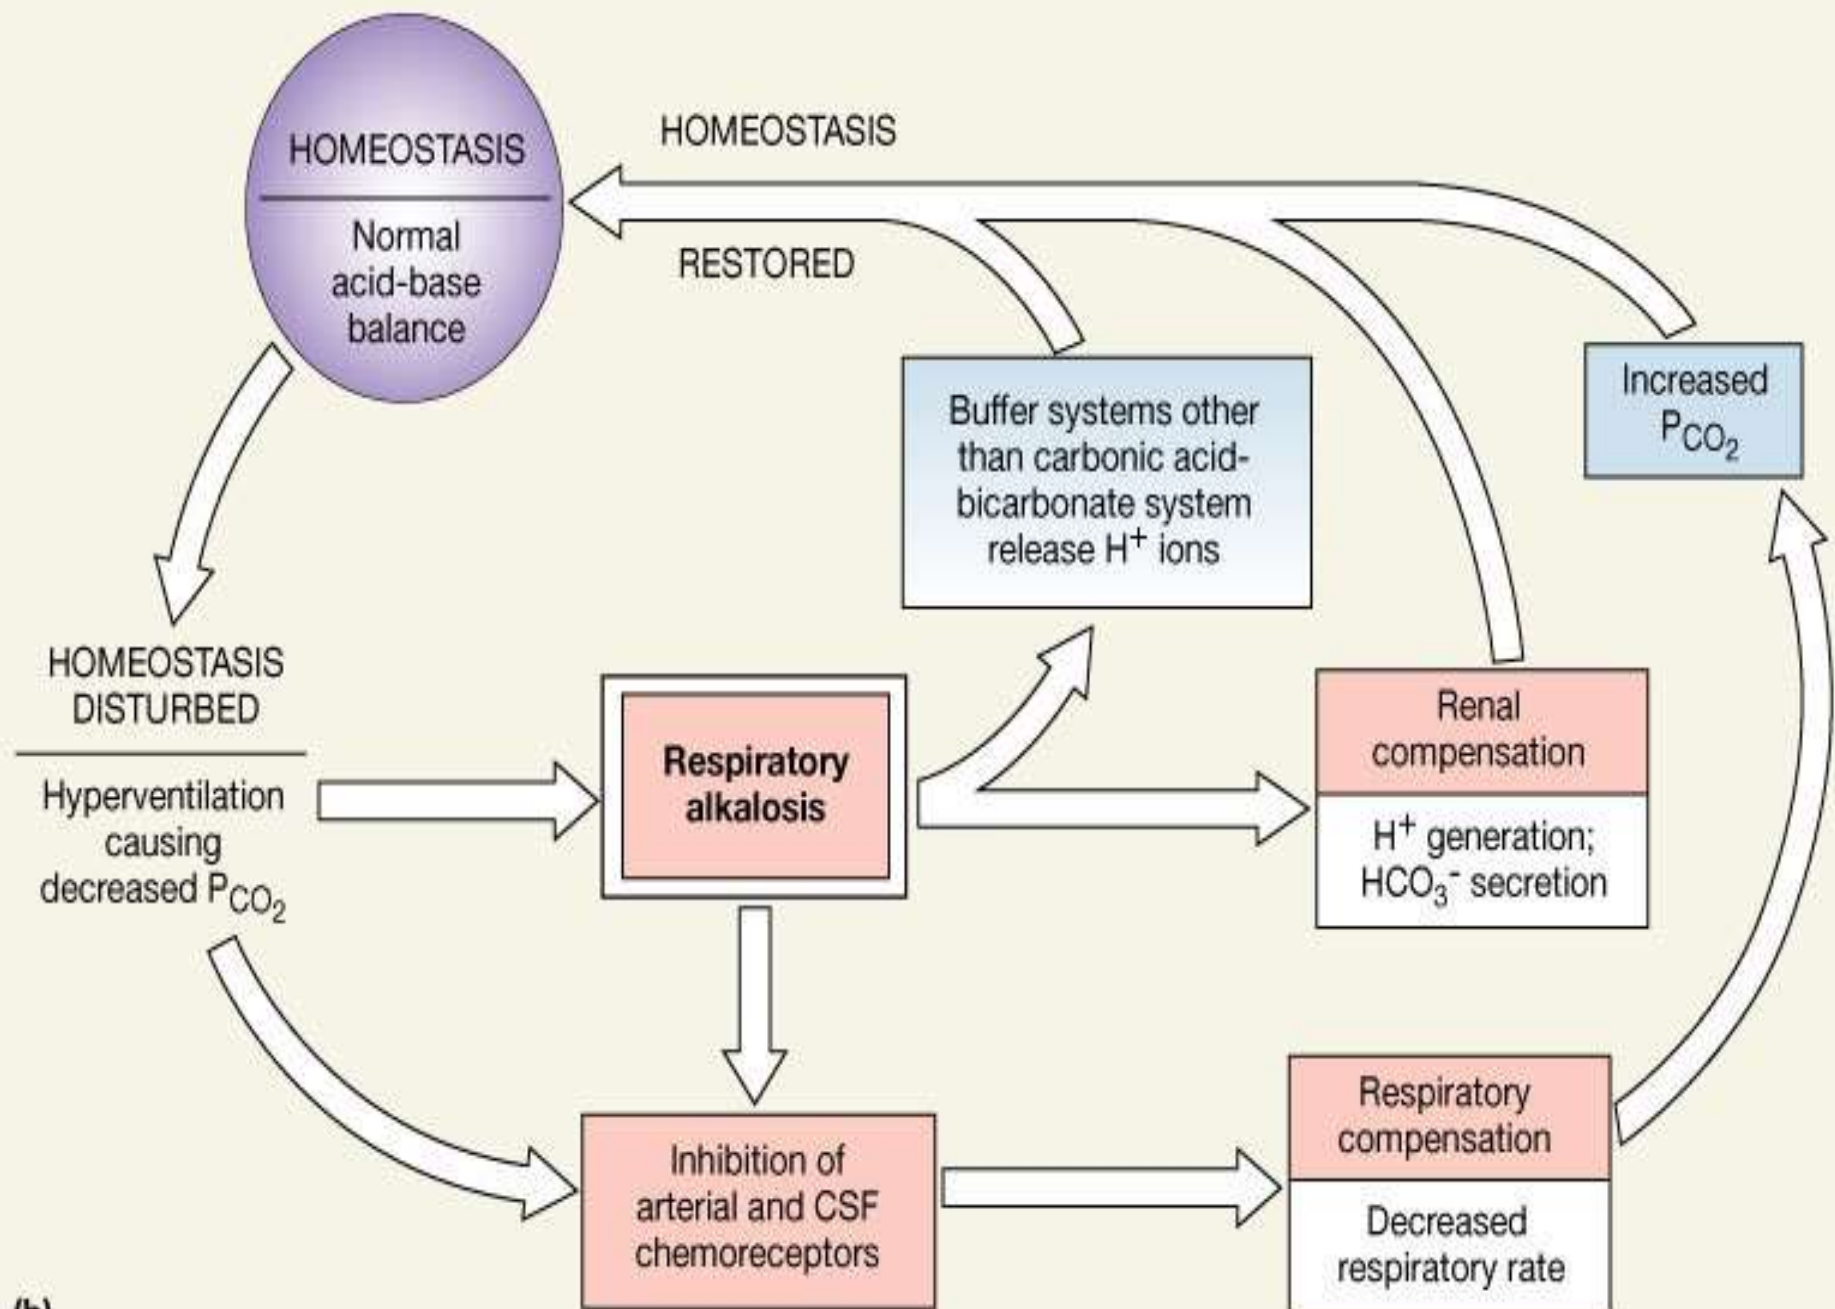 HOMEOSTASIS
Normal
acid-base
balance
HOMEOSTASIS
RESTORED
Increased
PCO₂
Buffer systems other
than carbonic acid-
bicarbonate system
release H⁺ ions
HOMEOSTASIS
DISTURBED
Hyperventilation
causing
decreased PCO₂
Respiratory
alkalosis
Renal
compensation
H⁺ generation;
HCO₃⁻ secretion
Inhibition of
arterial and CSF
chemoreceptors
Respiratory
compensation
Decreased
respiratory rate
(b)